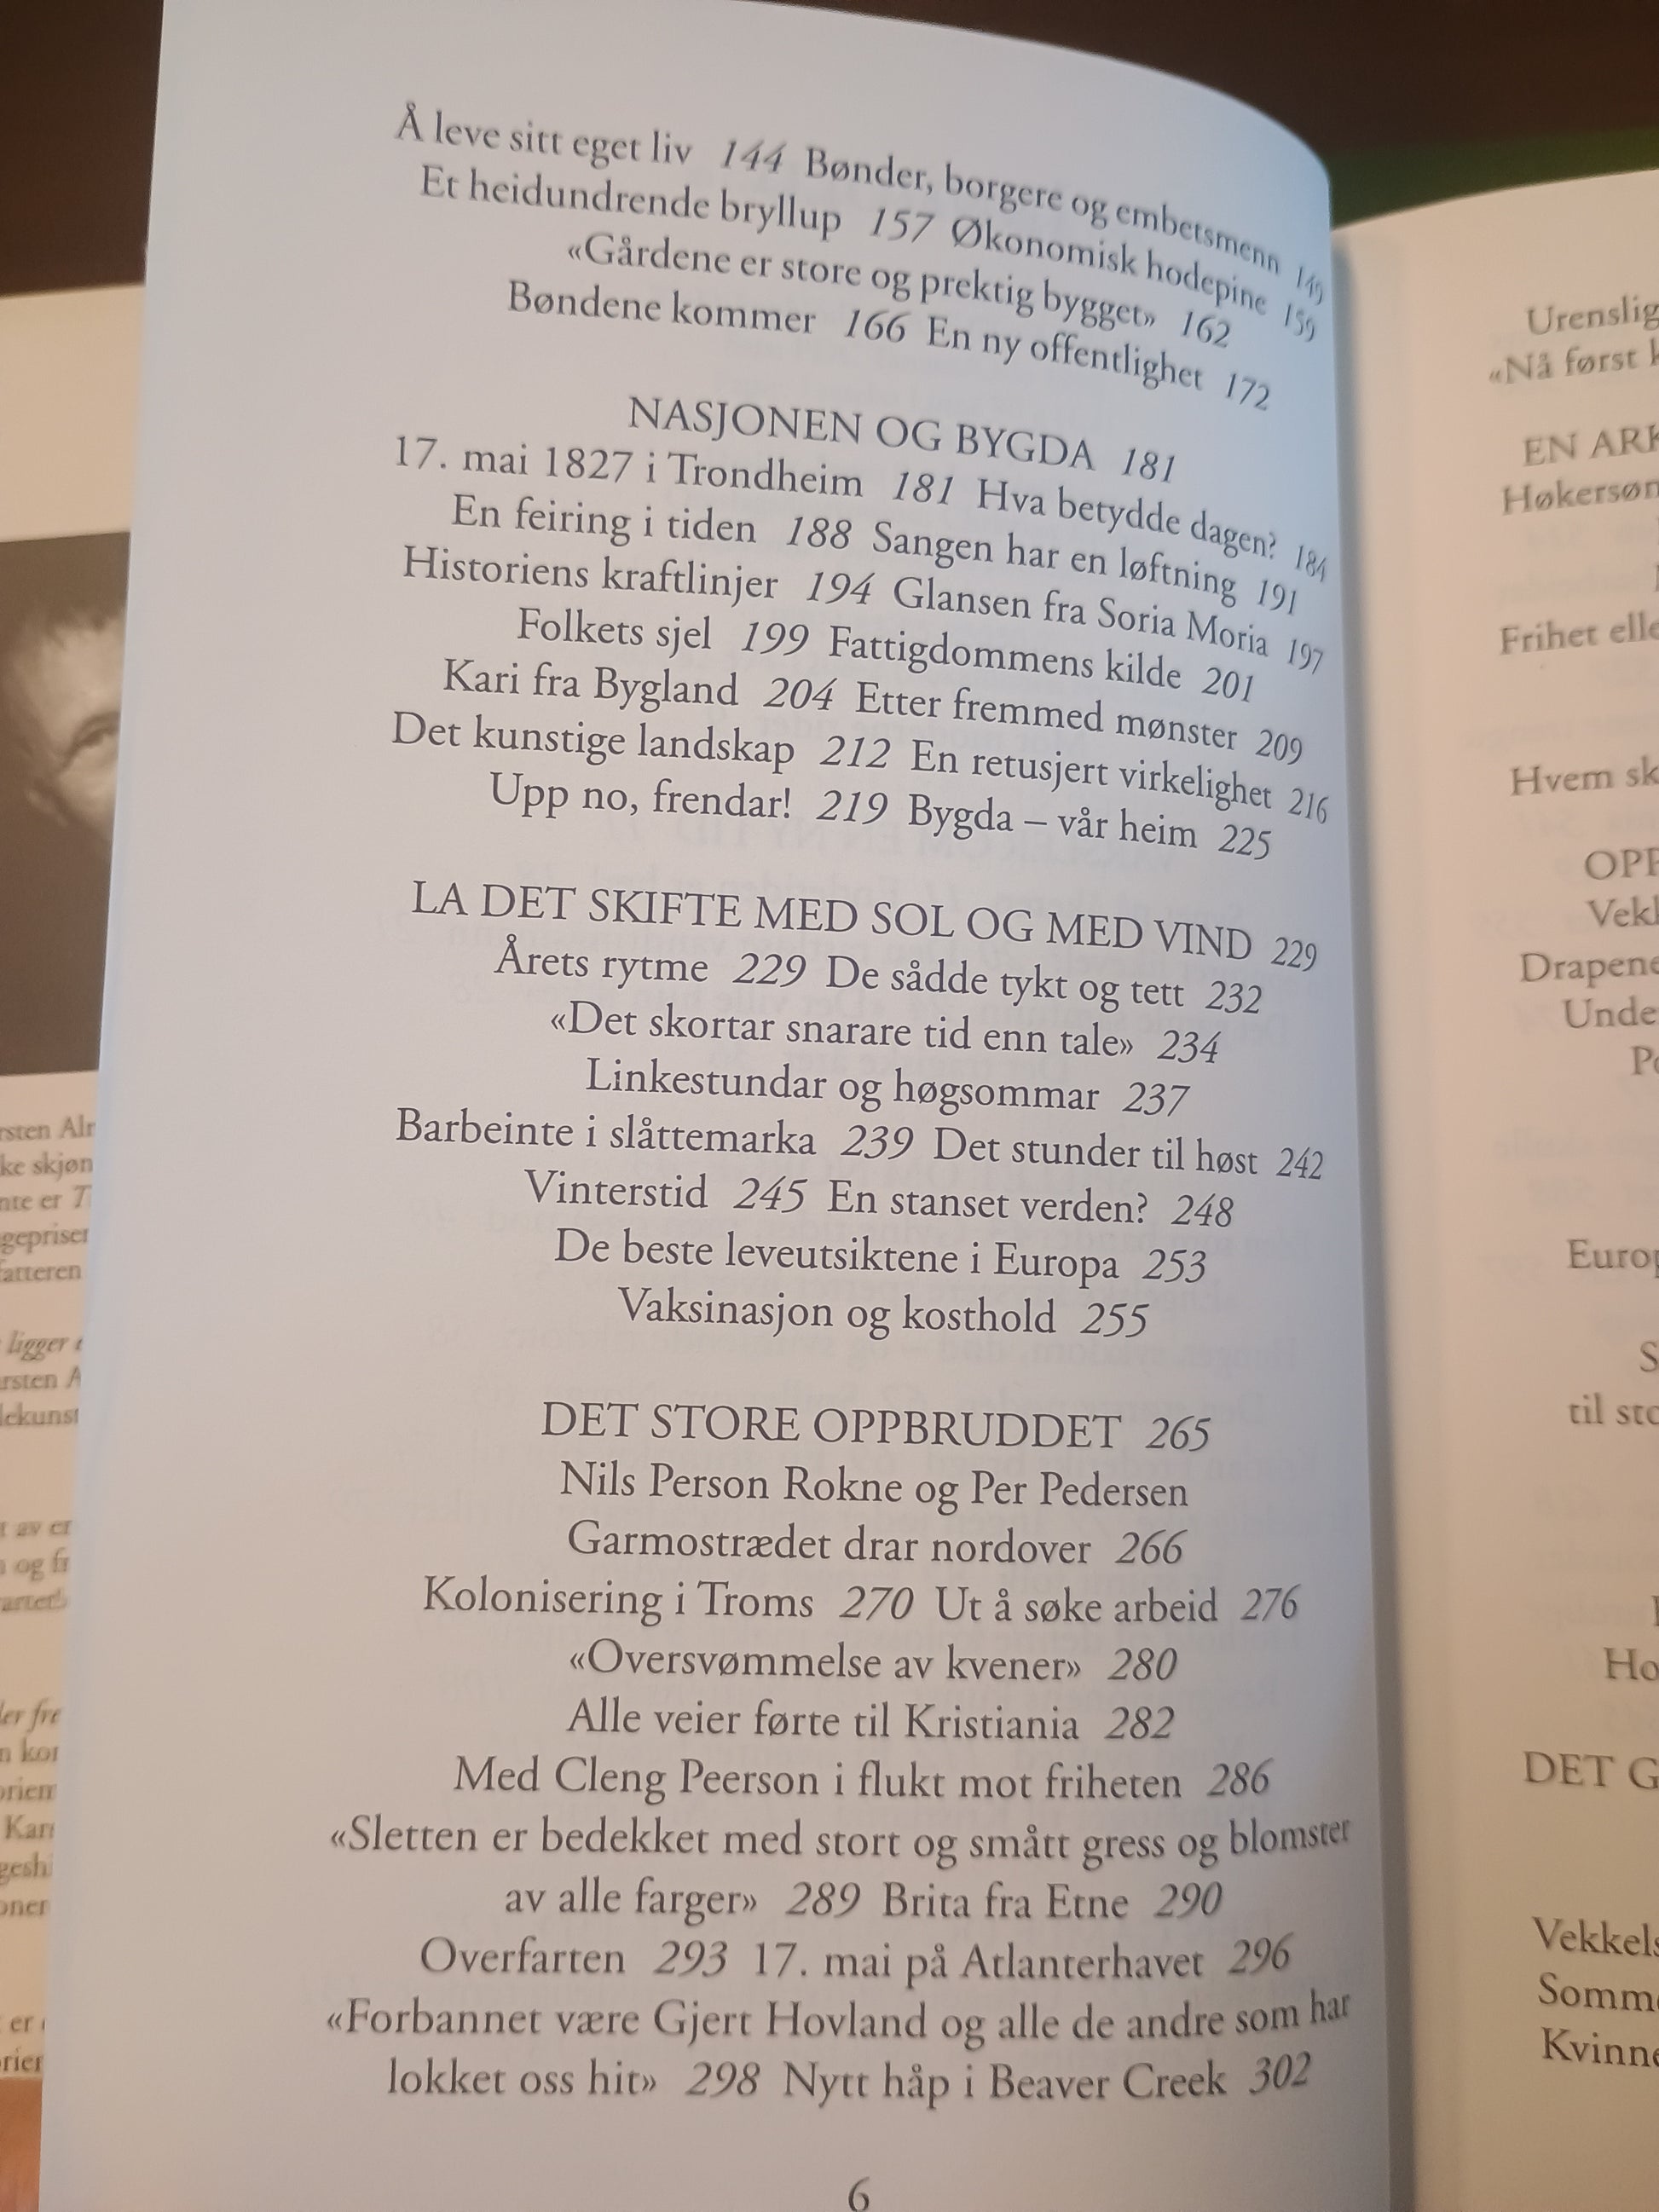 Å leve sitt eget liv 144 Bønder, borgere og embetsmenn 149
Et heidundrende bryllup 157 Økonomisk hodepine 159
«Gårdene er store og prektig bygget» 162
Bøndene kommer 166 En ny offentlighet 172
NASJONEN OG BYGDA 181
17. mai 1827 i Trondheim 181 Hva betydde dagen? 184
En feiring i tiden 188 Sangen har en løftning 191
Historiens kraftlinjer 194 Glansen fra Soria Moria 197
Folkets sjel 199 Fattigdommens kilde 201
Kari fra Bygland 204 Etter fremmed mønster 209
Det kunstige landskap 212 En retusjert virkelighet 216
Upp no, frendar! 219 Bygda – vår heim 225
LA DET SKIFTE MED SOL OG MED VIND 229
Årets rytme 229 De sådde tykt og tett 232
«Det skortar snarare tid enn tale» 234
Linkestundar og høgsommar 237
Barbeinte i slåttemarka 239 Det stunder til høst 242
Vinterstid 245 En stanset verden? 248
De beste leveutsiktene i Europa 253
Vaksinasjon og kosthold 255
DET STORE OPPBRUDDET 265
Nils Person Rokne og Per Pedersen
Garmostrædet drar nordover 266
Kolonisering i Troms 270 Ut å søke arbeid 276
«Oversvømmelse av kvener» 280
Alle veier førte til Kristiania 282
Med Cleng Peerson i flukt mot friheten 286
«Sletten er bedekket med stort og smått gress og blomster
av alle farger» 289 Brita fra Etne 290
Overfarten 293 17. mai på Atlanterhavet 296
«Forbannet være Gjert Hovland og alle de andre som har
lokket oss hit» 298 Nytt håp i Beaver Creek 302
6
«Nå først
EN
Frihet
Hvem
til
DET